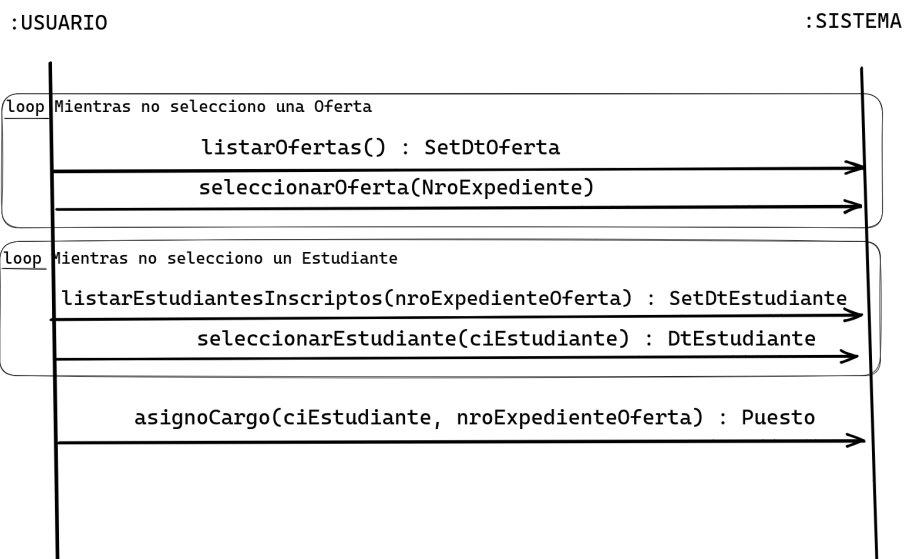 :USUARIO
:SISTEMA
loop Mientras no selecciono una Oferta
listarOfertas() : SetDtOferta
seleccionarOferta(NroExpediente)
loop Mientras no selecciono un Estudiante
listarEstudiantesInscriptos(nroExpedienteOferta) : SetDtEstudiante
seleccionarEstudiante(ciEstudiante) : DtEstudiante
asignoCargo(ciEstudiante, nroExpedienteOferta) : Puesto